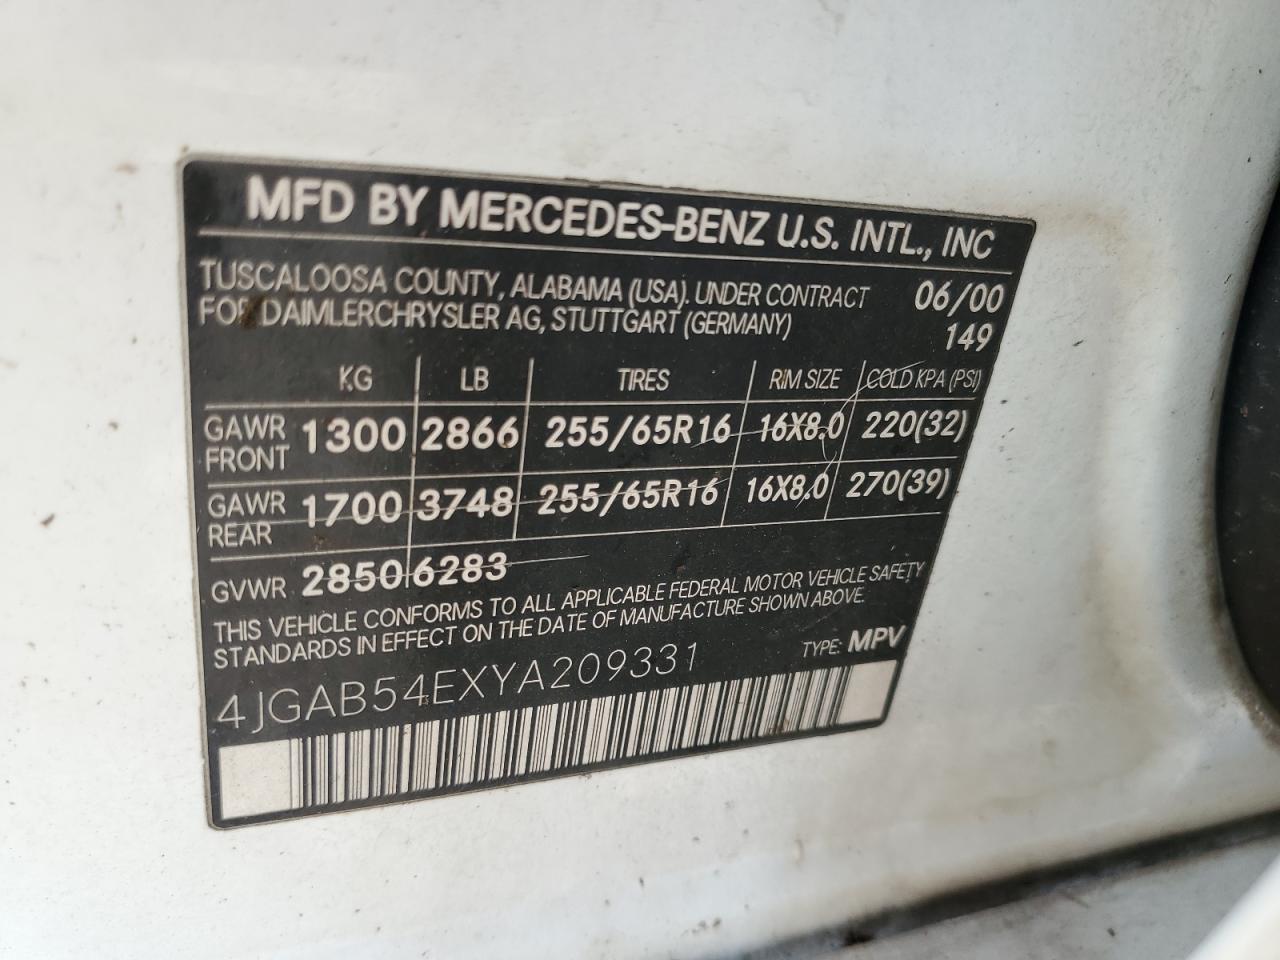 MFD BY MERCEDES-BENZ U.S. INTL., INC
TUSCALOOSA COUNTY, ALABAMA (USA). UNDER CONTRACT 06/00
FOR DAIMLERCHRYSLER AG, STUTTGART (GERMANY) 149
KG LB TIRES RIM SIZE COLD KPA (PSI)
GAWR FRONT 1300 2866 255/65R16 16X8.0 220(32)
GAWR REAR 1700 3748 255/65R16 16X8.0 270(39)
GVWR 2850 6283
THIS VEHICLE CONFORMS TO ALL APPLICABLE FEDERAL MOTOR VEHICLE SAFETY
STANDARDS IN EFFECT ON THE DATE OF MANUFACTURE SHOWN ABOVE.
4JGAB54EXYA209331 TYPE: MPV